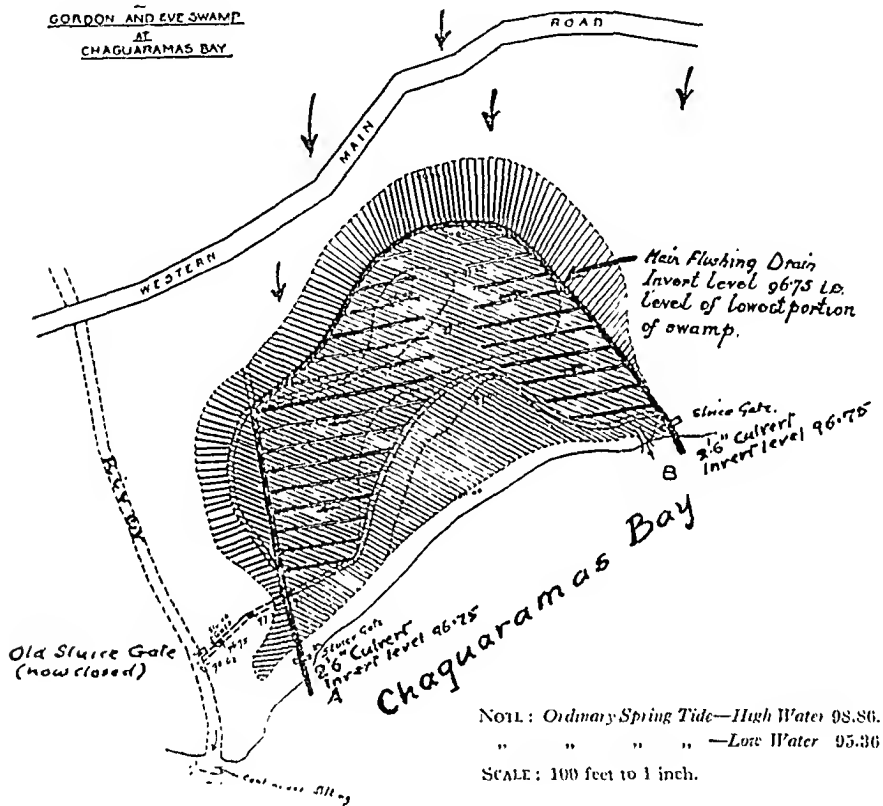 GORDON AND EVE SWAMP
AT
CHAGUARAMAS BAY
WESTERN MAIN ROAD
Main Flushing Drain
Invert level 96·75 i.e.
level of lowest portion
of swamp.
Sluice Gate.
2'6" Culvert
Invert level 96·75
B
RIVER
Old Sluice Gate
(now closed)
Sluice Gate
2'6" Culvert
Invert level 96·75
A
Chaguaramas Bay
NOTE: Ordinary Spring Tide—High Water 98.86.
„ „ „ „ —Low Water 95.36
SCALE: 100 feet to 1 inch.